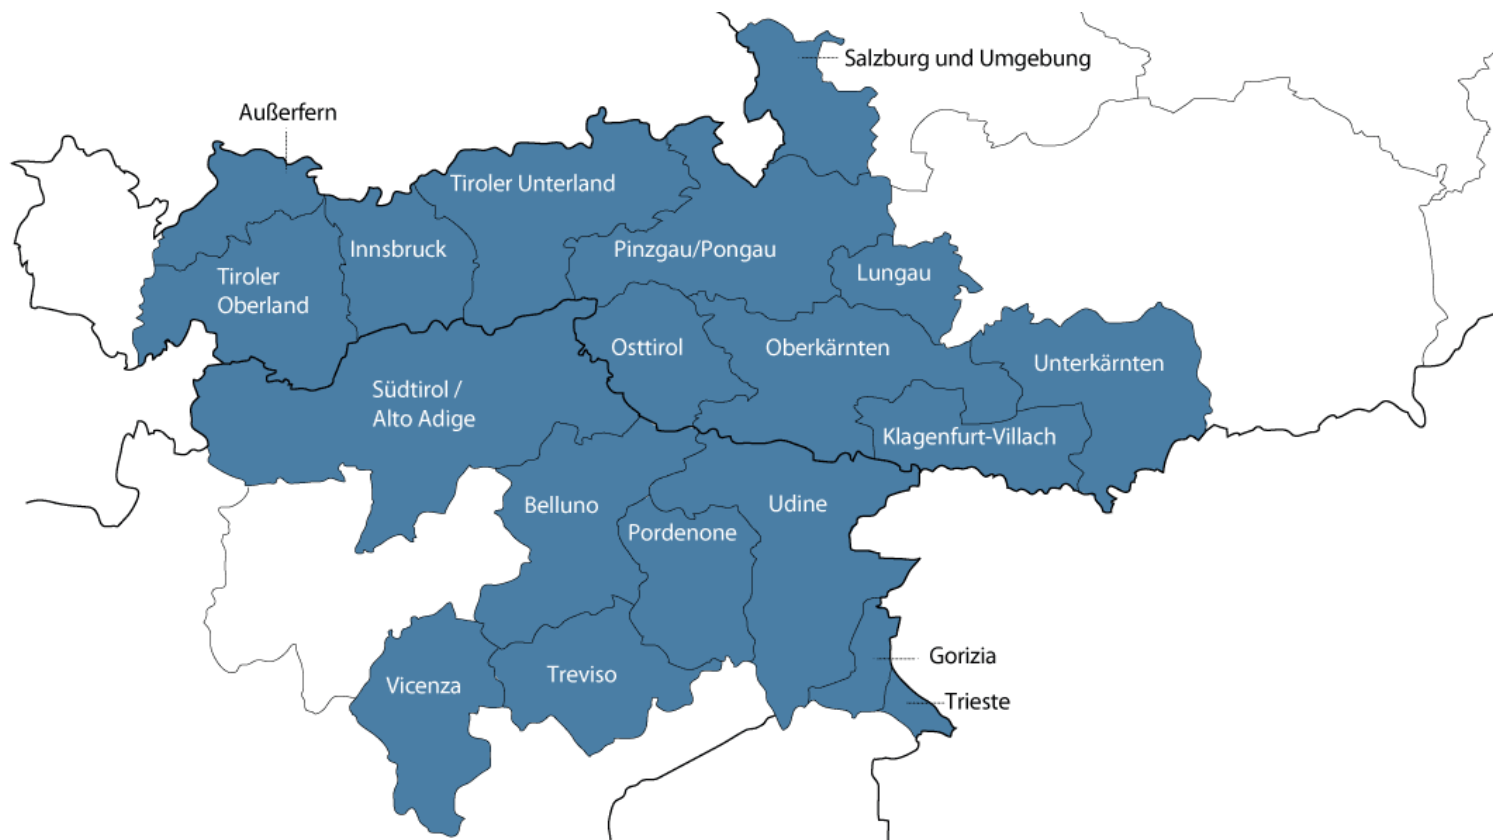 Salzburg und Umgebung
Außerfern
Tiroler Unterland
Innsbruck
Pinzgau/Pongau
Lungau
Tiroler
Oberland
Osttirol
Oberkärnten
Unterkärnten
Südtirol /
Alto Adige
Klagenfurt-Villach
Belluno
Udine
Pordenone
Gorizia
Treviso
Vicenza
Trieste